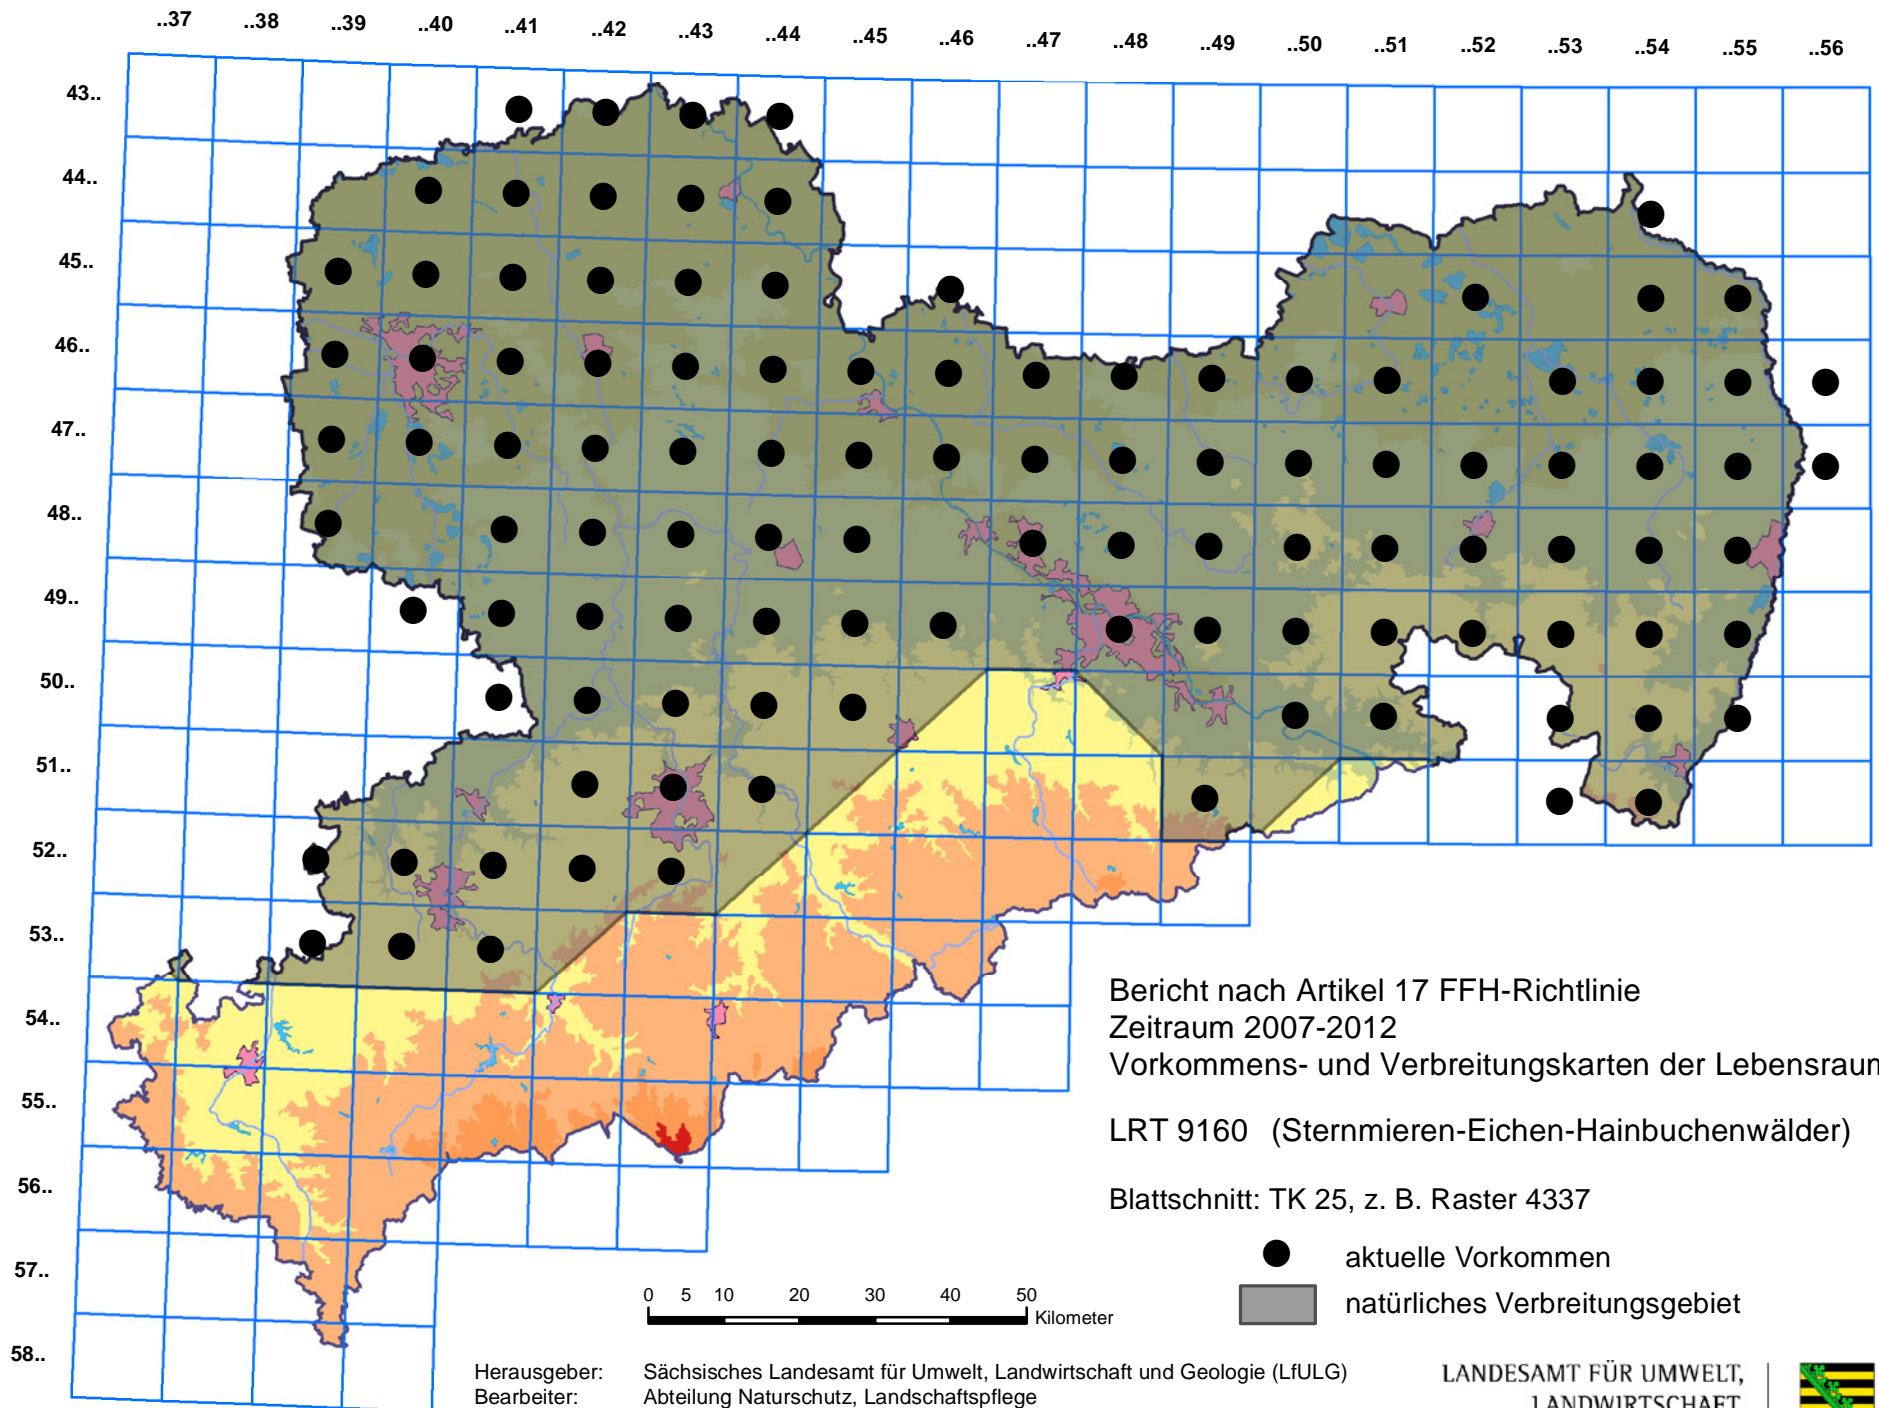 ..37 ..38 ..39 ..40 ..41 ..42 ..43 ..44 ..45 ..46 ..47 ..48 ..49 ..50 ..51 ..52 ..53 ..54 ..55 ..56
43..
44..
45..
46..
47..
48..
49..
50..
51..
52..
53..
54..
55..
56..
57..
58..
Bericht nach Artikel 17 FFH-Richtlinie
Zeitraum 2007-2012
Vorkommens- und Verbreitungskarten der Lebensraum
LRT 9160 (Sternmieren-Eichen-Hainbuchenwälder)
Blattschnitt: TK 25, z. B. Raster 4337
aktuelle Vorkommen
natürliches Verbreitungsgebiet
0 5 10 20 30 40 50
Kilometer
Herausgeber: Sächsisches Landesamt für Umwelt, Landwirtschaft und Geologie (LfULG)
Bearbeiter: Abteilung Naturschutz, Landschaftspflege
LANDESAMT FÜR UMWELT,
LANDWIRTSCHAFT